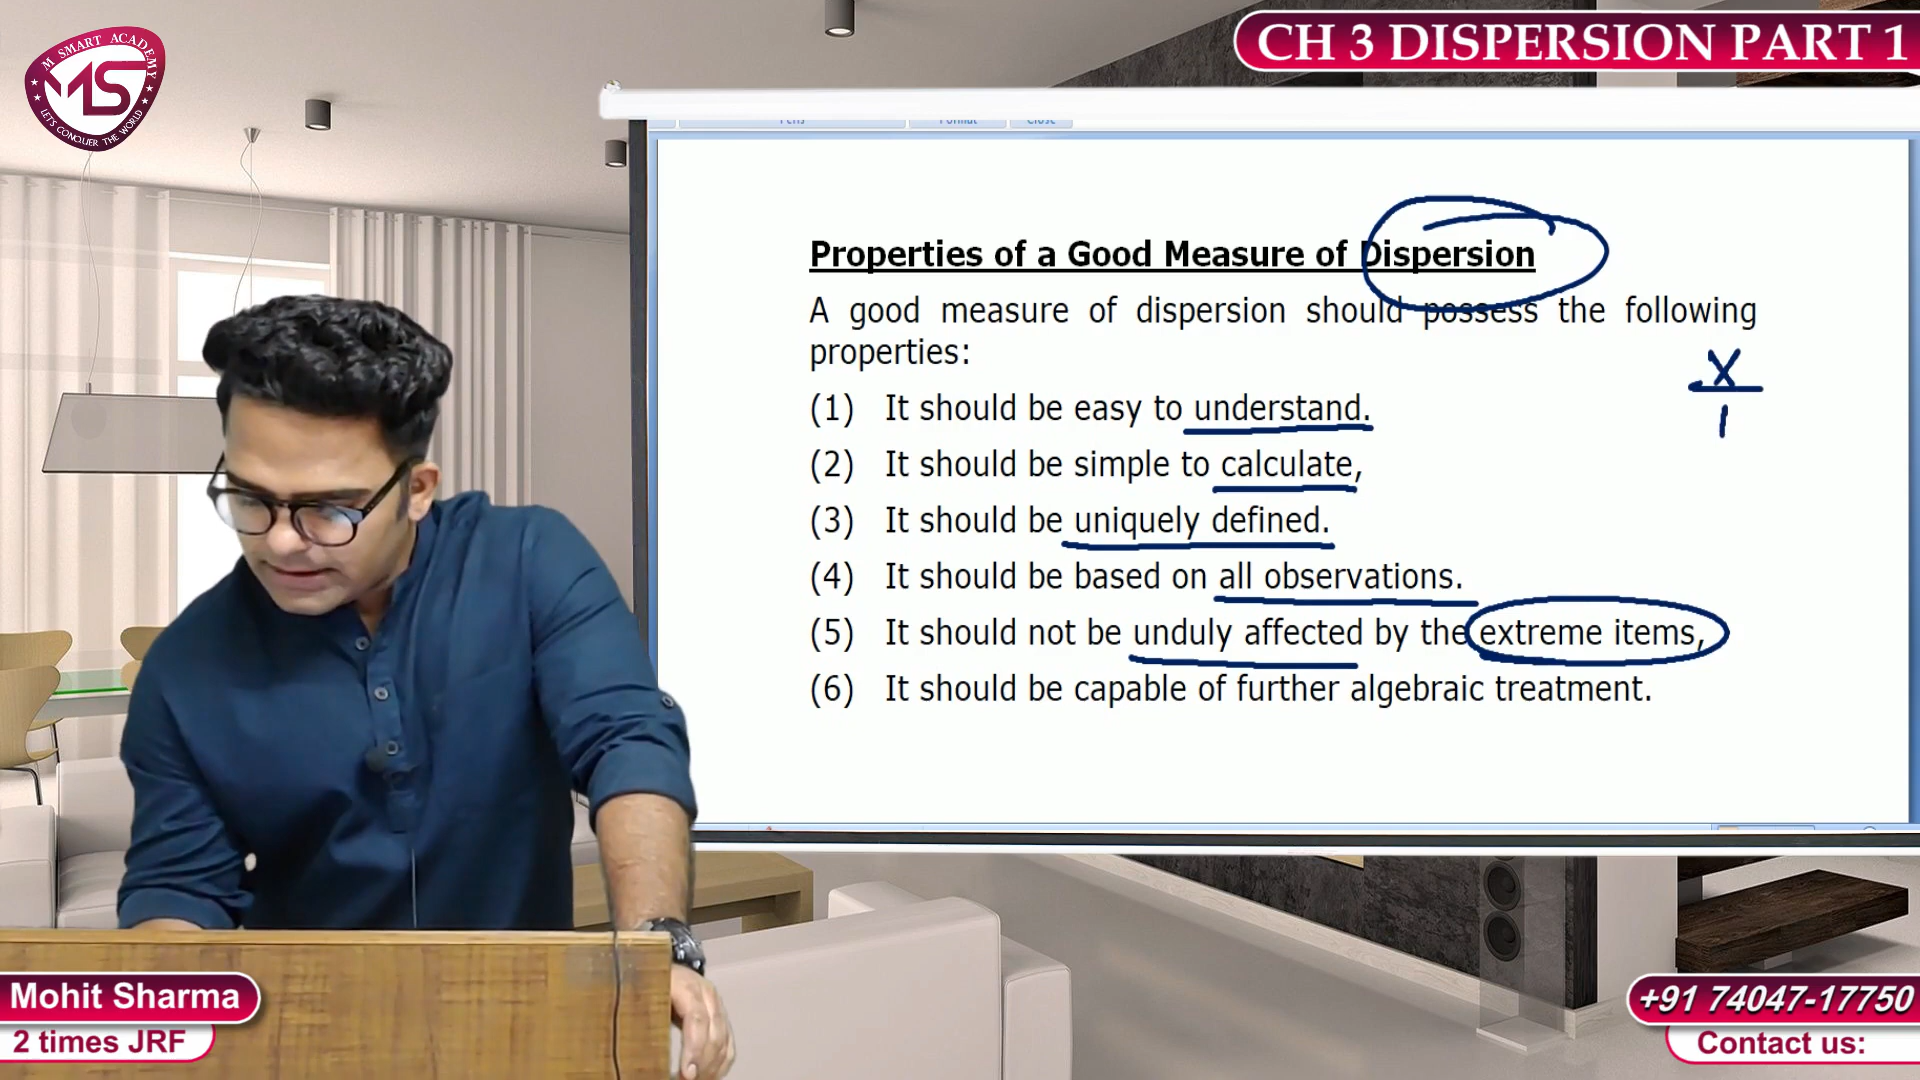 M SMART ACADEMY
MS
LET'S CONQUER THE WORLD
CH 3 DISPERSION PART 1
Pens Format Close
Properties of a Good Measure of Dispersion
A good measure of dispersion should possess the following
properties:
X
1
(1) It should be easy to understand.
(2) It should be simple to calculate,
(3) It should be uniquely defined.
(4) It should be based on all observations.
(5) It should not be unduly affected by the extreme items,
(6) It should be capable of further algebraic treatment.
Mohit Sharma
2 times JRF
+91 74047-17750
Contact us: